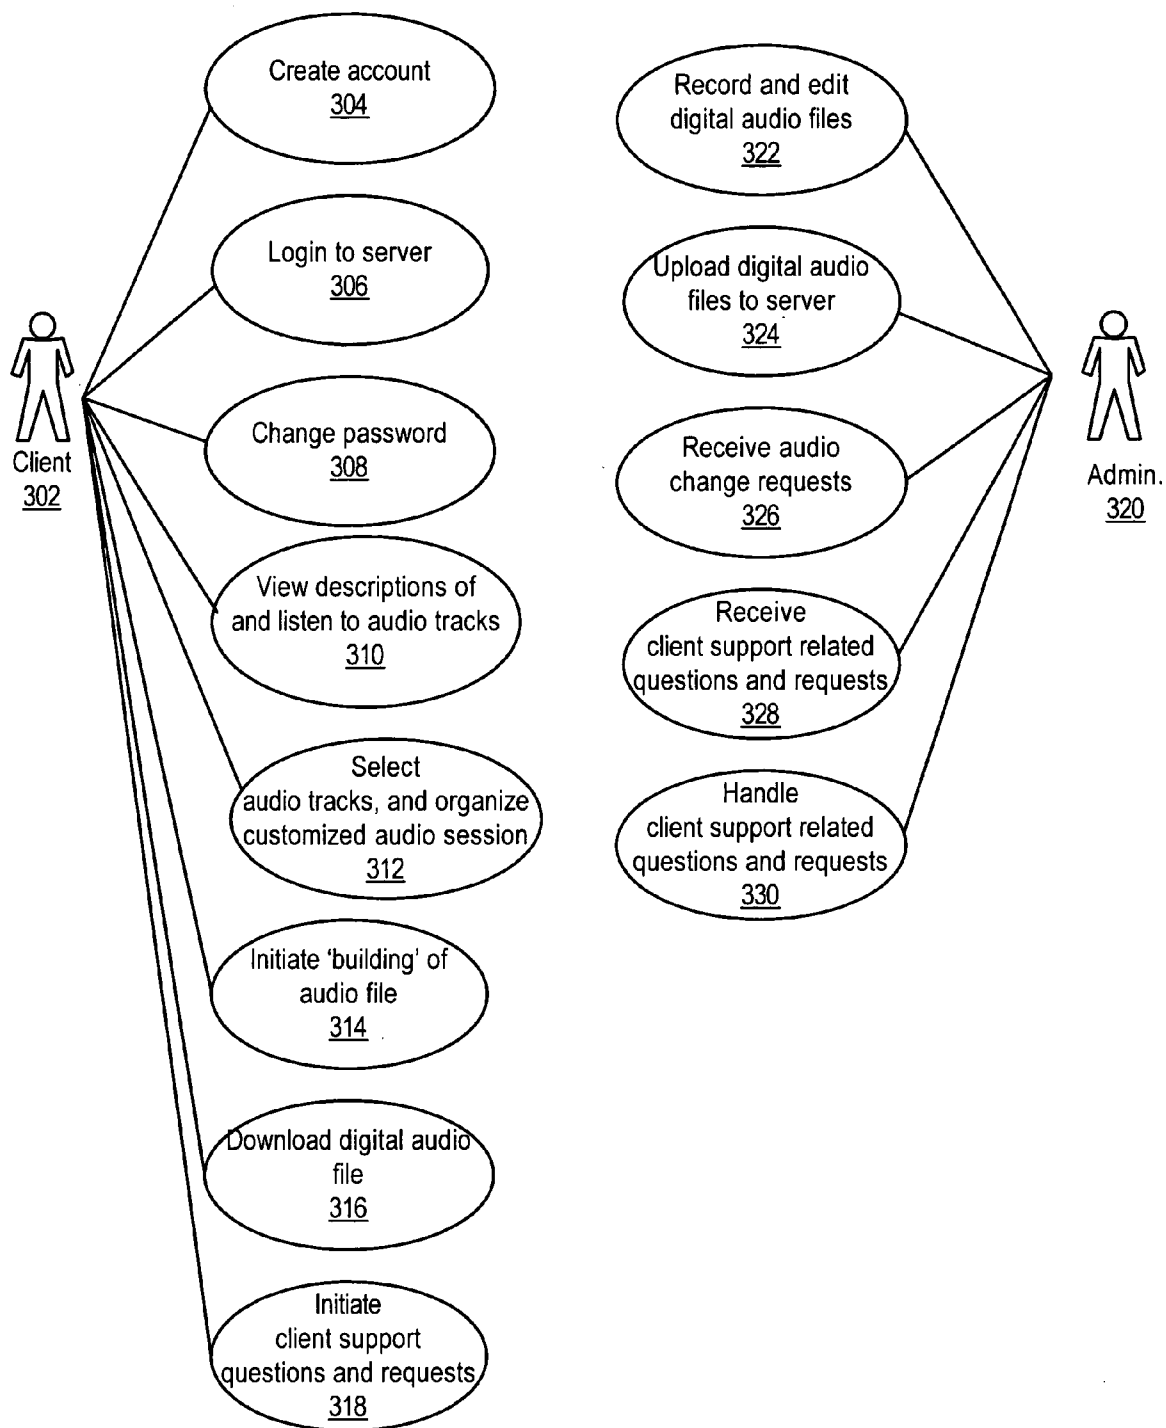 Create account
304
Login to server
306
Change password
308
View descriptions of
and listen to audio tracks
310
Select
audio tracks, and organize
customized audio session
312
Initiate ‘building’ of
audio file
314
Download digital audio
file
316
Initiate
client support
questions and requests
318
Client
302
Record and edit
digital audio files
322
Upload digital audio
files to server
324
Receive audio
change requests
326
Receive
client support related
questions and requests
328
Handle
client support related
questions and requests
330
Admin.
320